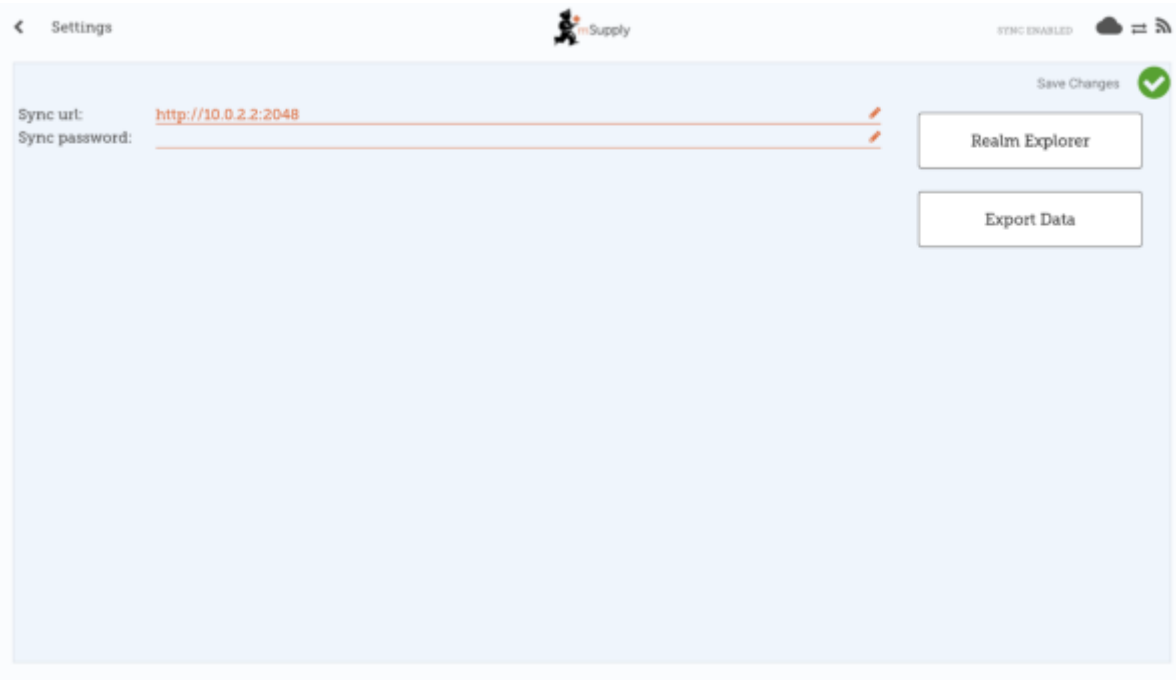 Settings
mSupply
SYNC ENABLED
Save Changes
Sync url:
http://10.0.2.2:2048
Sync password:
Realm Explorer
Export Data